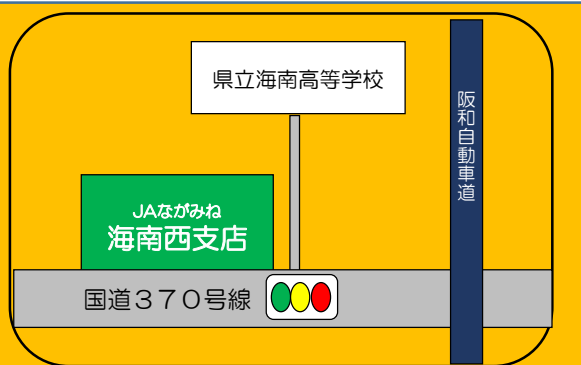 県立海南高等学校
阪和自動車道
JAながみね
海南西支店
国道３７０号線